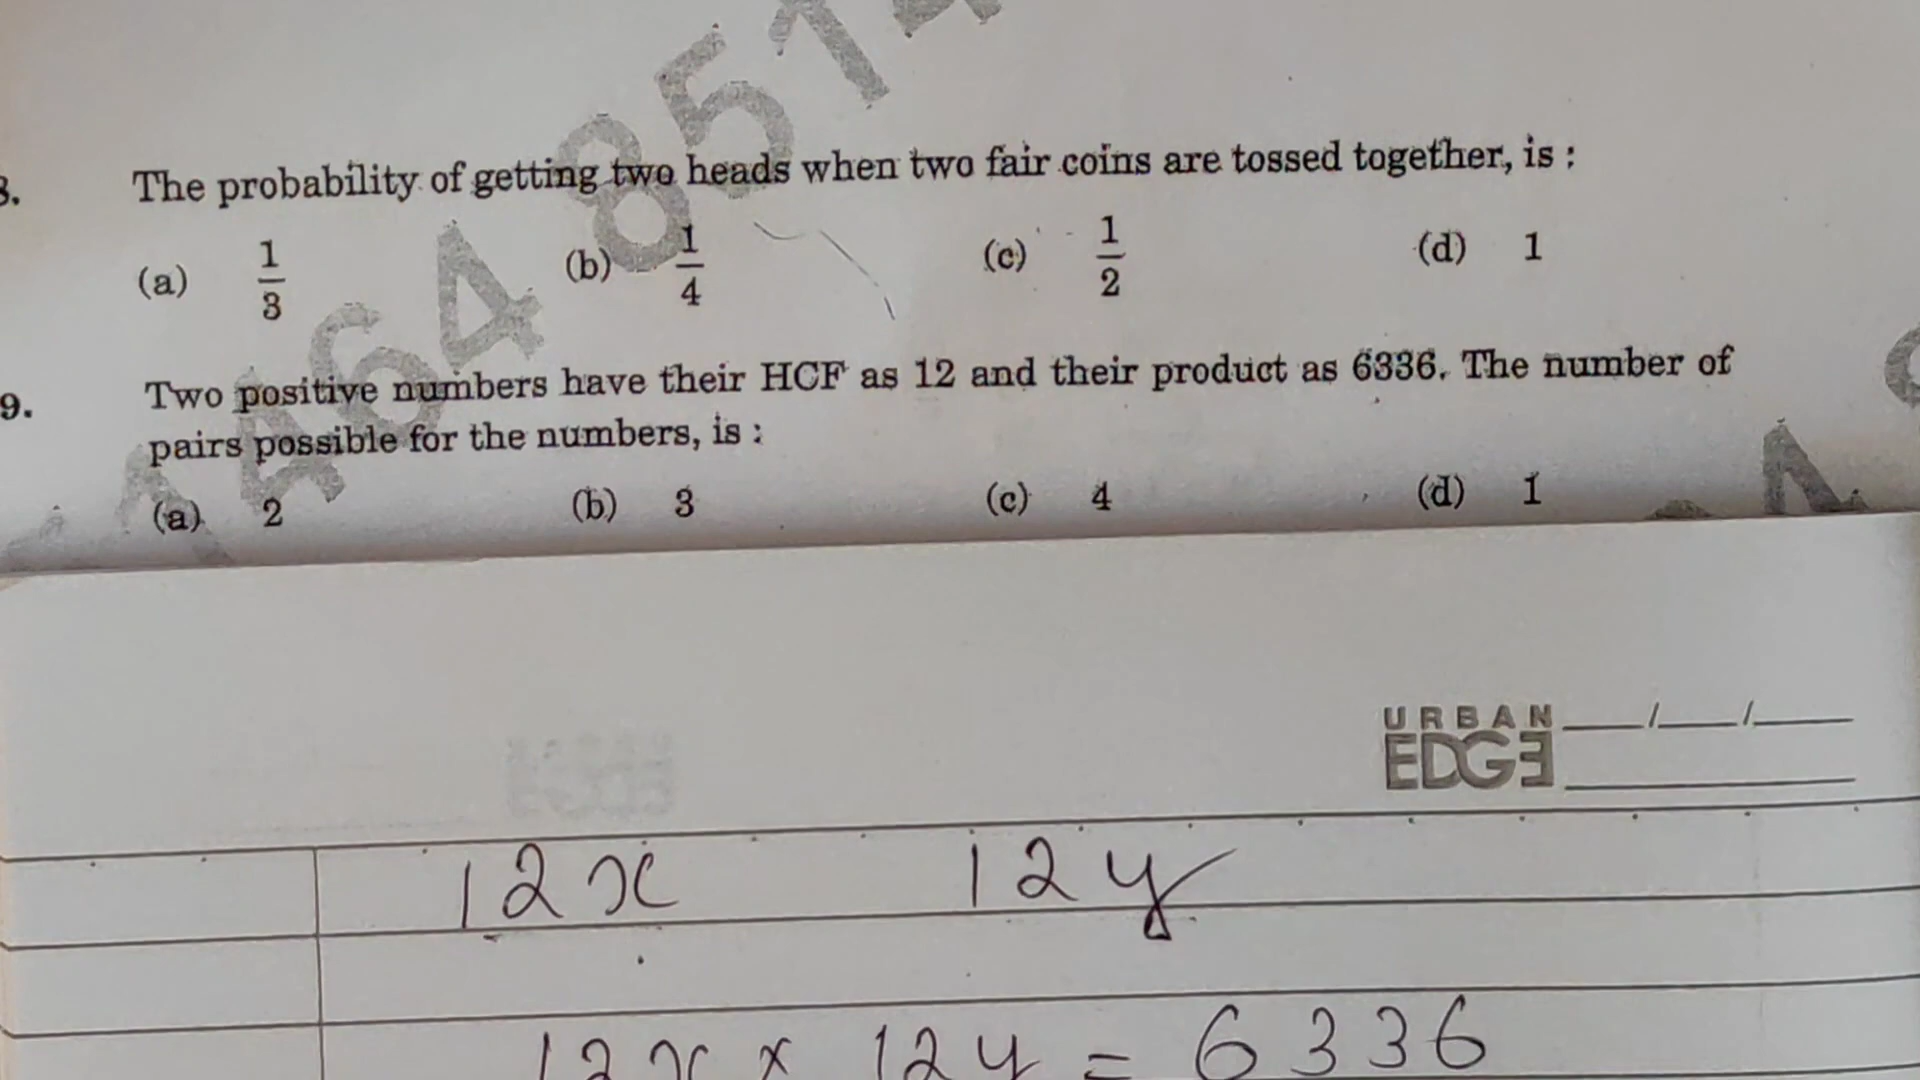 8514
The probability of getting two heads when two fair coins are tossed together, is :
(a) 1/3 (b) 1/4 (c) 1/2 (d) 1
9. Two positive numbers have their HCF as 12 and their product as 6336. The number of
pairs possible for the numbers, is :
(a) 2 (b) 3 (c) 4 (d) 1
URBAN
EDGE
12x 12y
12x × 12y = 6336